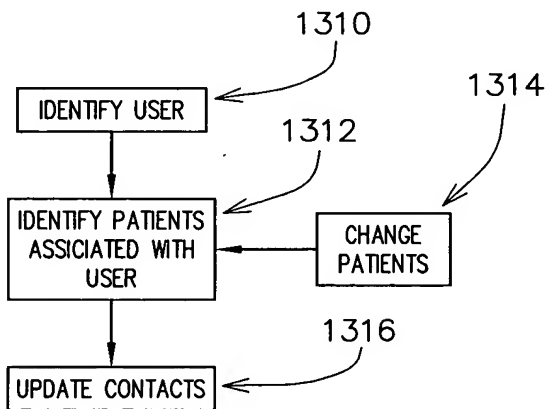 1310
IDENTIFY USER
1314
1312
IDENTIFY PATIENTS
ASSICIATED WITH
USER
CHANGE
PATIENTS
1316
UPDATE CONTACTS